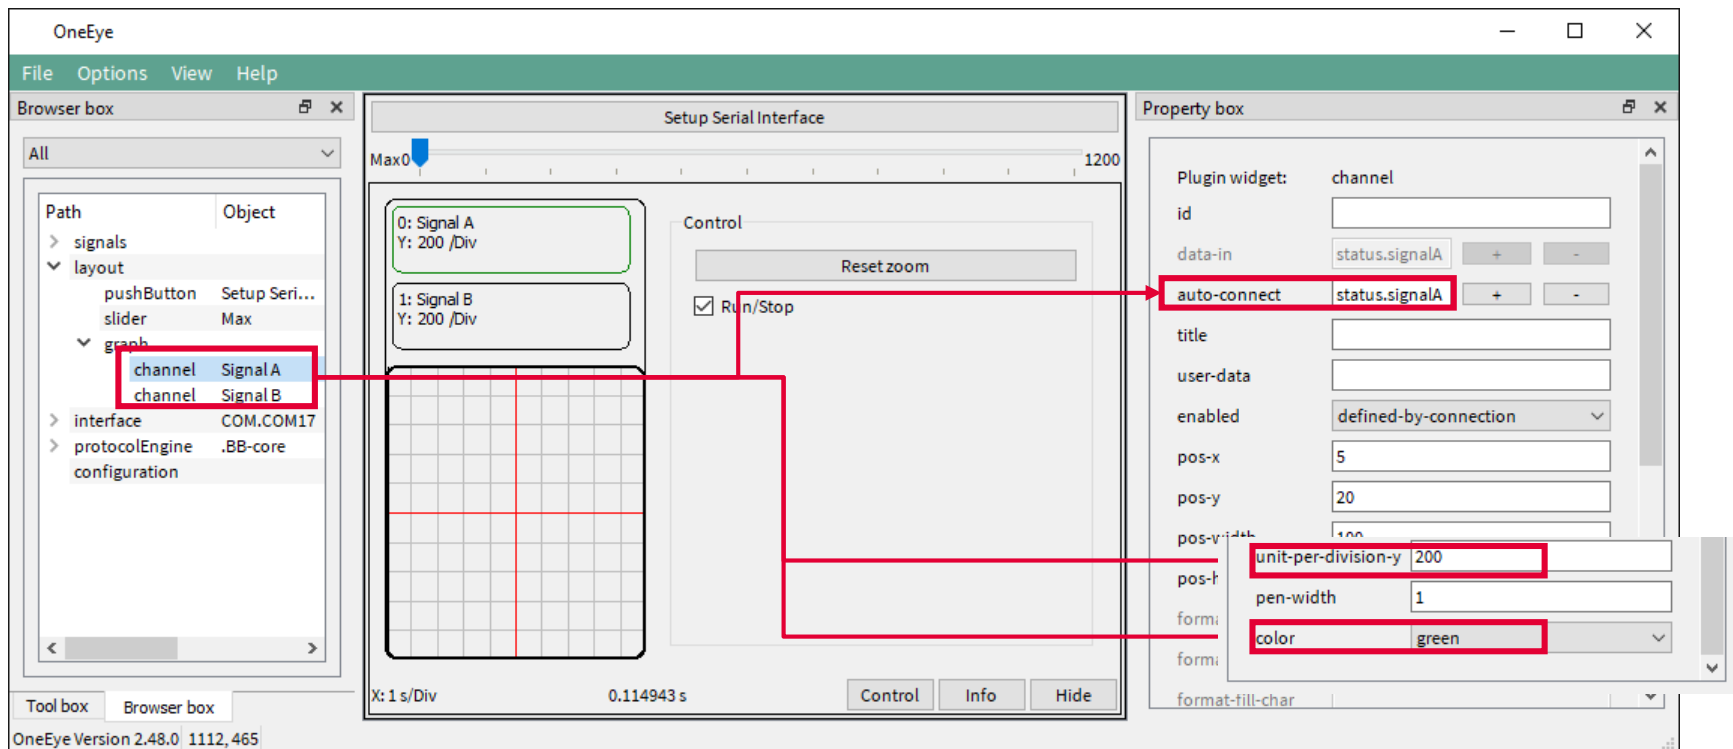 OneEye
File Options View Help
Browser box
All
Path Object
signals
layout
pushButton Setup Seri...
slider Max
graph
channel Signal A
channel Signal B
interface COM.COM17
protocolEngine .BB-core
configuration
Tool box Browser box
OneEye Version 2.48.0 1112, 465
Setup Serial Interface
Max0 1200
0: Signal A
Y: 200 /Div
1: Signal B
Y: 200 /Div
Control
Reset zoom
Run/Stop
X: 1 s/Div 0.114943 s Control Info Hide
Property box
Plugin widget: channel
id
data-in status.signalA + -
auto-connect status.signalA + -
title
user-data
enabled defined-by-connection
pos-x 5
pos-y 20
pos-width 100
unit-per-division-y 200
pen-width 1
color green
format-fill-char